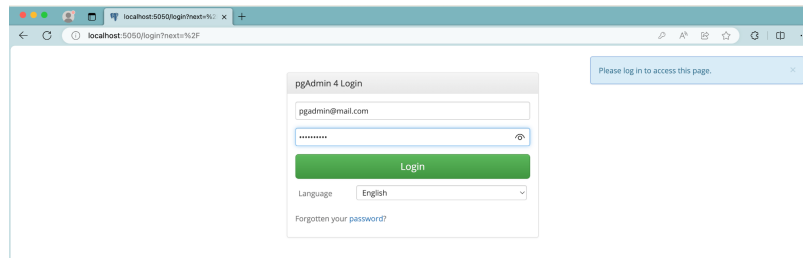 localhost:5050/login?next=%2
localhost:5050/login?next=%2F
Please log in to access this page.
pgAdmin 4 Login
pgadmin@mail.com
••••••••••
Login
Language English
Forgotten your password?